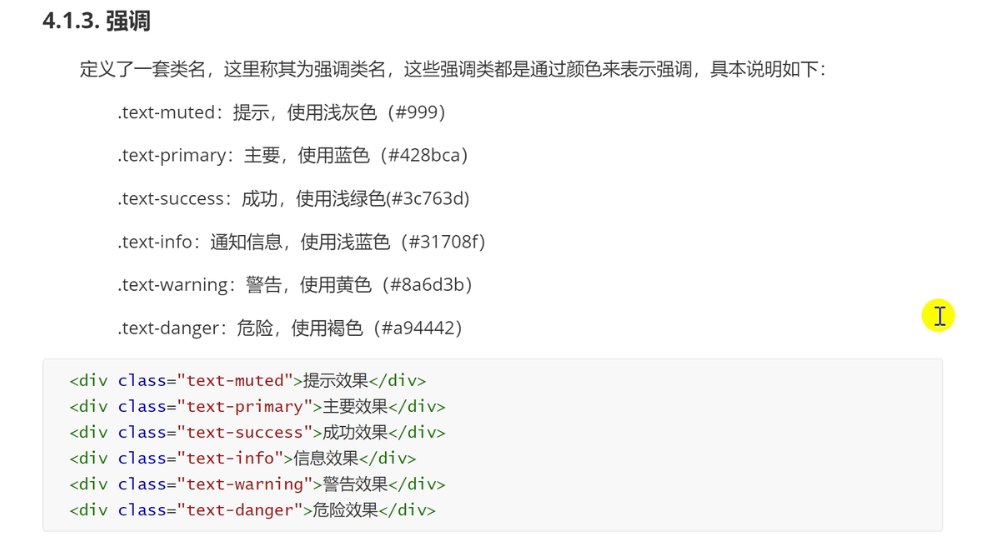 4.1.3. 强调
定义了一套类名，这里称其为强调类名，这些强调类都是通过颜色来表示强调，具本说明如下：
.text-muted：提示，使用浅灰色（#999）
.text-primary：主要，使用蓝色（#428bca）
.text-success：成功，使用浅绿色(#3c763d)
.text-info：通知信息，使用浅蓝色（#31708f）
.text-warning：警告，使用黄色（#8a6d3b）
.text-danger：危险，使用褐色（#a94442）
<div class="text-muted">提示效果</div>
<div class="text-primary">主要效果</div>
<div class="text-success">成功效果</div>
<div class="text-info">信息效果</div>
<div class="text-warning">警告效果</div>
<div class="text-danger">危险效果</div>